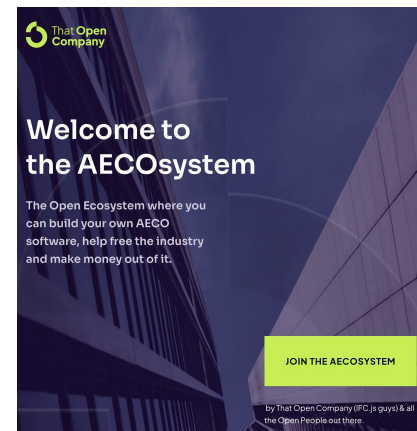 That Open
Company
Welcome to
the AECOsystem
The Open Ecosystem where you
can build your own AECO
software, help free the industry
and make money out of it.
JOIN THE AECOSYSTEM
by That Open Company (IFC.js guys) & all
the Open People out there.